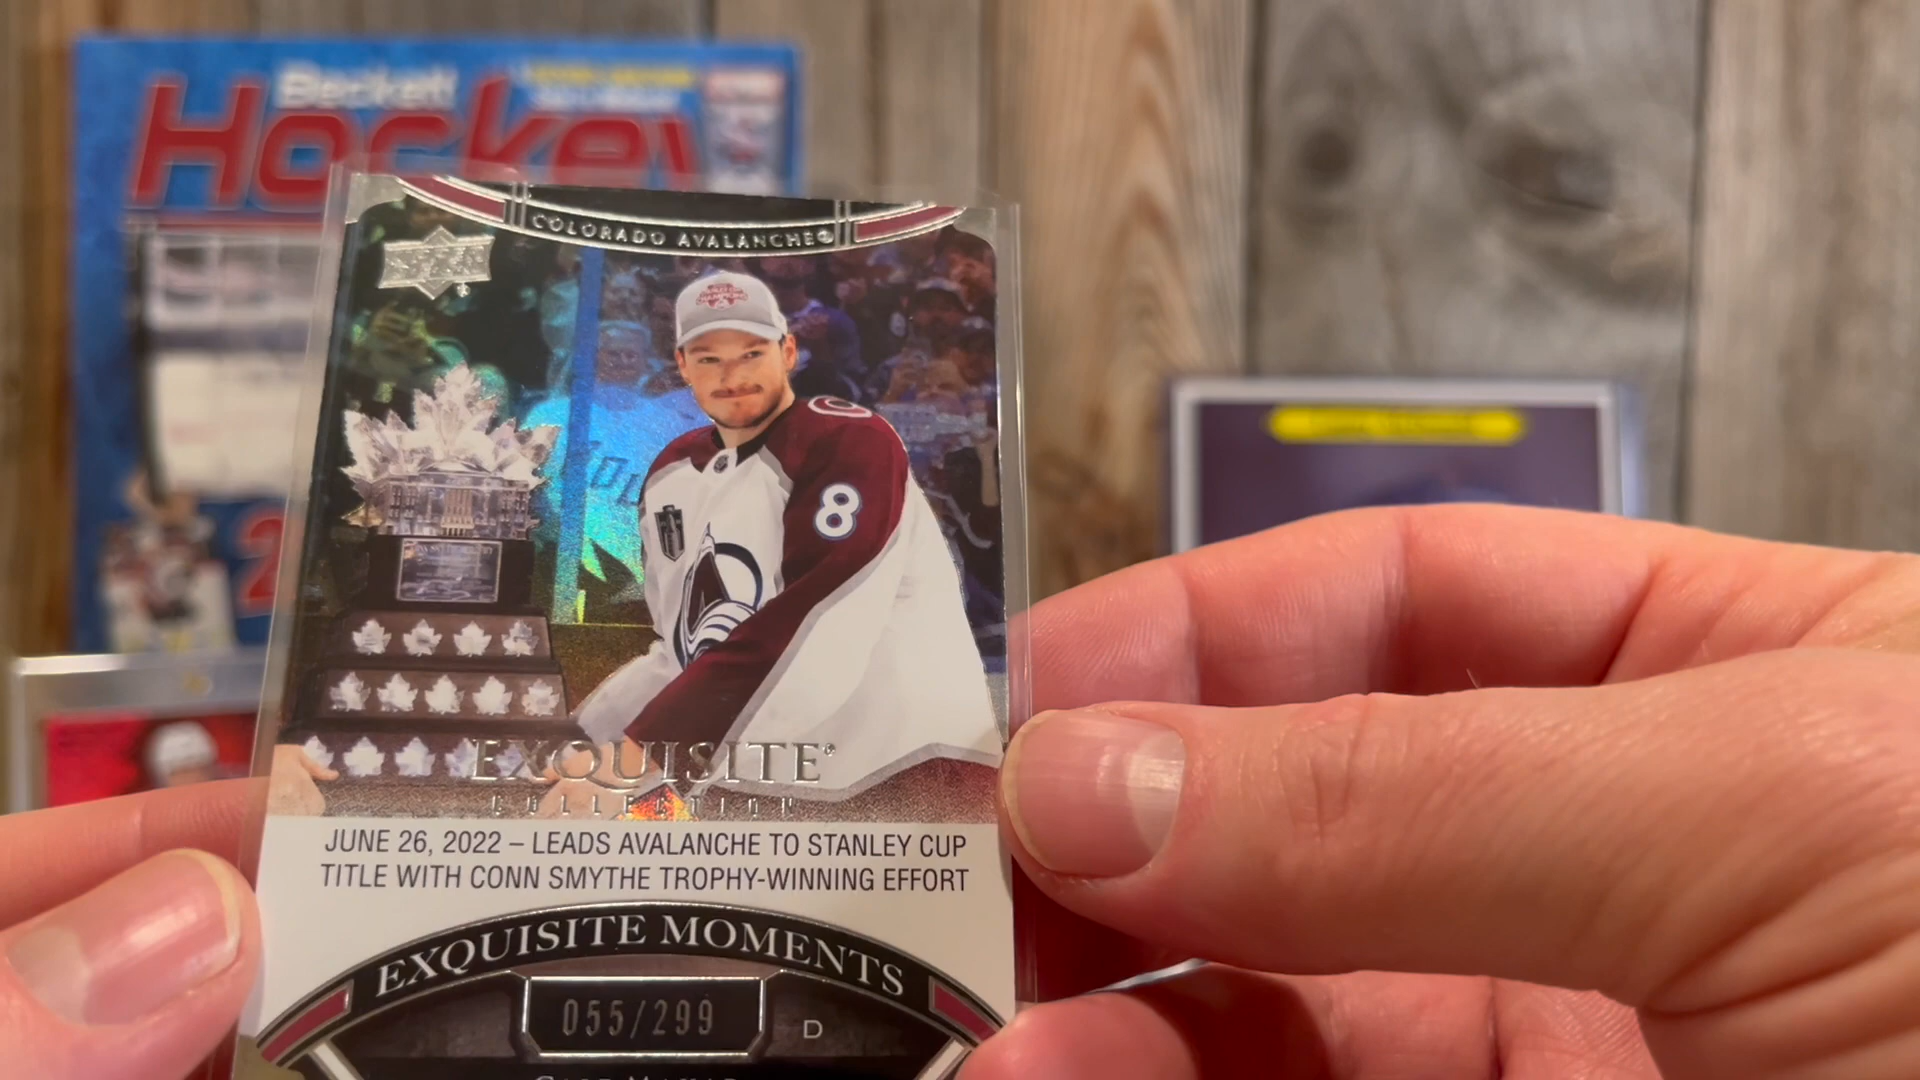 Beckett
Hockey
COLORADO AVALANCHE
8
EXQUISITE
COLLECTION
JUNE 26, 2022 – LEADS AVALANCHE TO STANLEY CUP
TITLE WITH CONN SMYTHE TROPHY-WINNING EFFORT
EXQUISITE MOMENTS
055/299
D